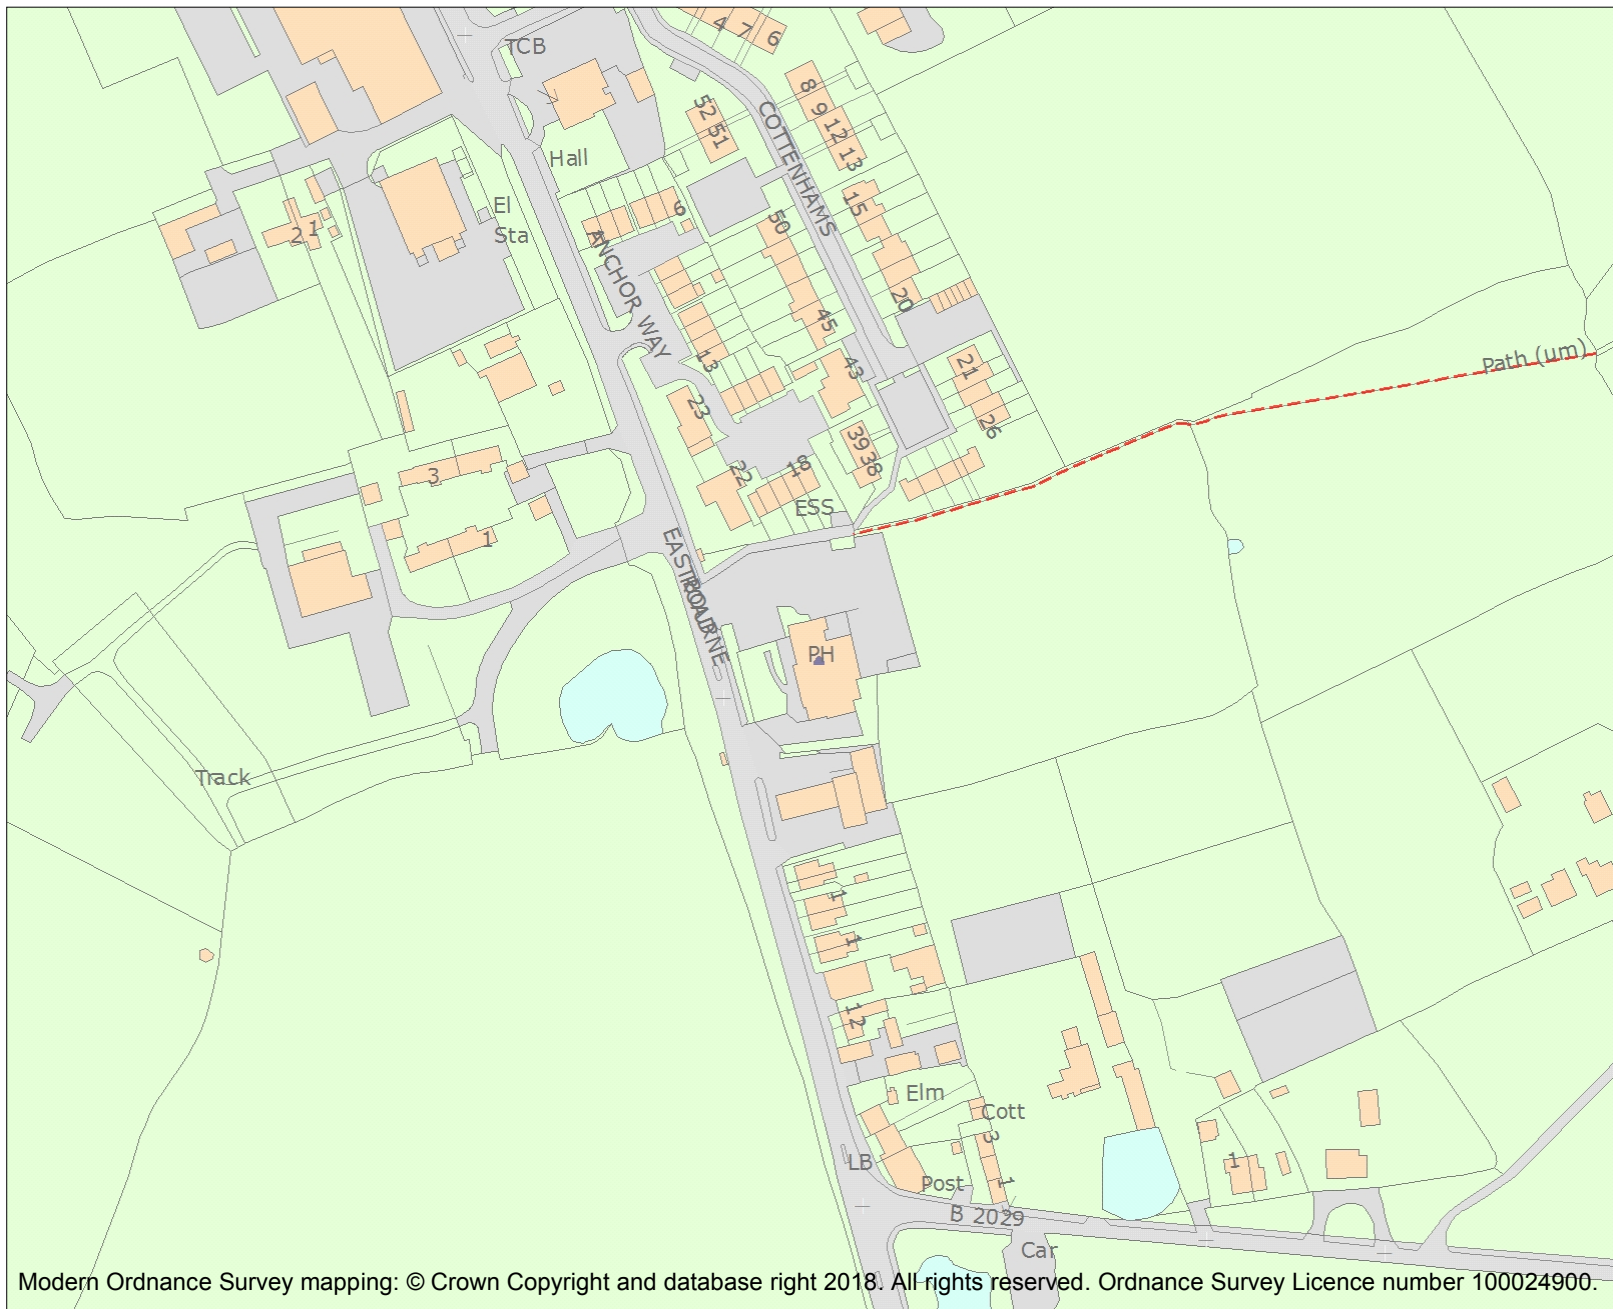 4 7 6
TCB
8
9
12
13
52
51
COTTENHAMS
Hall
15
El
Sta
6
50
2 1
ANCHOR WAY
20
45
Path (um)
13
43
21
23
26
39
38
3
22
18
ESS
1
EASTBOURNE
ROAD
PH
Track
1
1
12
Elm
Cott
3
LB
Post
1
B 2029
1
Car
Modern Ordnance Survey mapping: © Crown Copyright and database right 2018. All rights reserved. Ordnance Survey Licence number 100024900.